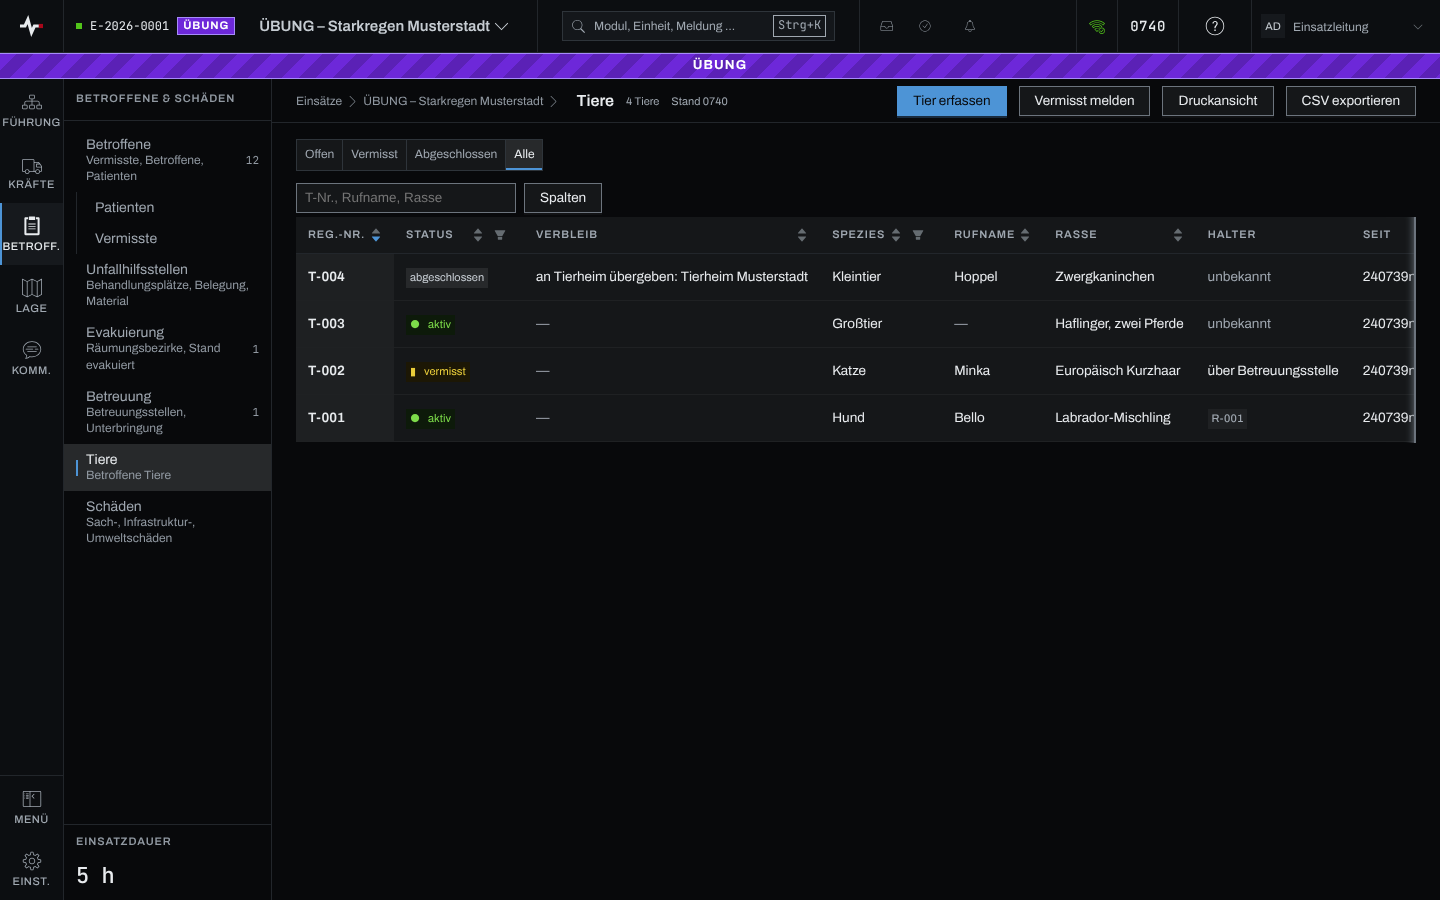 E-2026-0001 ÜBUNG ÜBUNG – Starkregen Musterstadt Modul, Einheit, Meldung ... Strg+K 0740 ? AD Einsatzleitung
ÜBUNG
FÜHRUNG
KRÄFTE
BETROFF.
LAGE
KOMM.
MENÜ
EINST.
BETROFFENE & SCHÄDEN
Betroffene
Vermisste, Betroffene, 12
Patienten
Patienten
Vermisste
Unfallhilfsstellen
Behandlungsplätze, Belegung,
Material
Evakuierung
Räumungsbezirke, Stand 1
evakuiert
Betreuung
Betreuungsstellen, 1
Unterbringung
Tiere
Betroffene Tiere
Schäden
Sach-, Infrastruktur-,
Umweltschäden
EINSATZDAUER
5 h
Einsätze ÜBUNG – Starkregen Musterstadt Tiere 4 Tiere Stand 0740 Tier erfassen Vermisst melden Druckansicht CSV exportieren
Offen Vermisst Abgeschlossen Alle
T-Nr., Rufname, Rasse Spalten
REG.-NR. STATUS VERBLEIB SPEZIES RUFNAME RASSE HALTER SEIT
T-004 abgeschlossen an Tierheim übergeben: Tierheim Musterstadt Kleintier Hoppel Zwergkaninchen unbekannt 240739
T-003 aktiv — Großtier — Haflinger, zwei Pferde unbekannt 240739
T-002 vermisst — Katze Minka Europäisch Kurzhaar über Betreuungsstelle 240739
T-001 aktiv — Hund Bello Labrador-Mischling R-001 240739